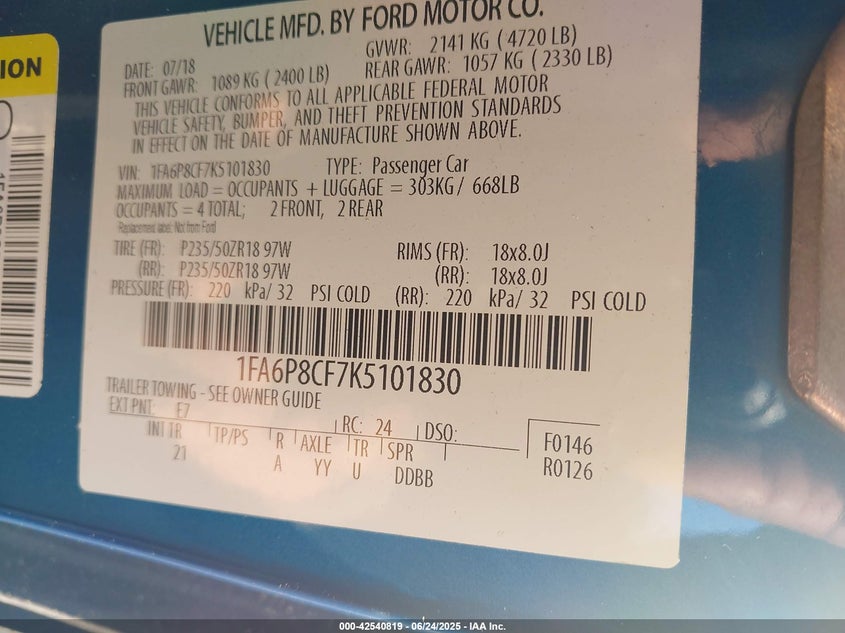 VEHICLE MFD. BY FORD MOTOR CO.
DATE: 07/18
GVWR: 2141 KG ( 4720 LB)
FRONT GAWR: 1089 KG ( 2400 LB)
REAR GAWR: 1057 KG ( 2330 LB)
THIS VEHICLE CONFORMS TO ALL APPLICABLE FEDERAL MOTOR
VEHICLE SAFETY, BUMPER, AND THEFT PREVENTION STANDARDS
IN EFFECT ON THE DATE OF MANUFACTURE SHOWN ABOVE.
VIN: 1FA6P8CF7K5101830 TYPE: Passenger Car
MAXIMUM LOAD = OCCUPANTS + LUGGAGE = 303KG / 668LB
OCCUPANTS = 4 TOTAL; 2 FRONT, 2 REAR
Replacement label: Not from Ford
TIRE (FR): P235/50ZR18 97W RIMS (FR): 18x8.0J
(RR): P235/50ZR18 97W (RR): 18x8.0J
PRESSURE (FR): 220 kPa/ 32 PSI COLD (RR): 220 kPa/ 32 PSI COLD
1FA6P8CF7K5101830
TRAILER TOWING - SEE OWNER GUIDE
EXT PNT: E7 RC: 24 DSO:
INT TR TP/PS R AXLE TR SPR F0146
21 A YY U DDBB R0126
ION
000-42540819 - 06/24/2025 - IAA Inc.